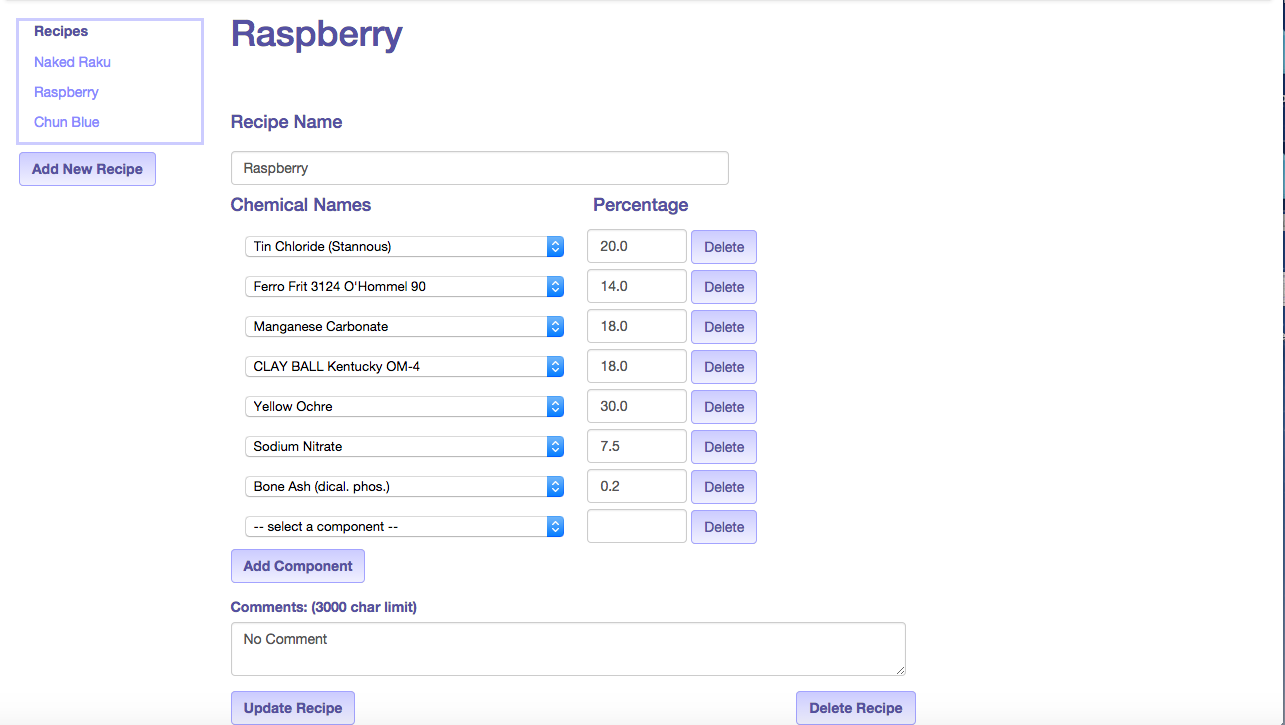 Recipes
Naked Raku
Raspberry
Chun Blue
Add New Recipe
Raspberry
Recipe Name
Raspberry
Chemical Names Percentage
Tin Chloride (Stannous) 20.0 Delete
Ferro Frit 3124 O'Hommel 90 14.0 Delete
Manganese Carbonate 18.0 Delete
CLAY BALL Kentucky OM-4 18.0 Delete
Yellow Ochre 30.0 Delete
Sodium Nitrate 7.5 Delete
Bone Ash (dical. phos.) 0.2 Delete
-- select a component -- Delete
Add Component
Comments: (3000 char limit)
No Comment
Update Recipe Delete Recipe